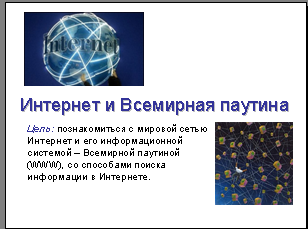 Internet
Интернет и Всемирная паутина
Цель: познакомиться с мировой сетью
Интернет и его информационной
системой – Всемирной паутиной
(WWW), со способами поиска
информации в Интернете.